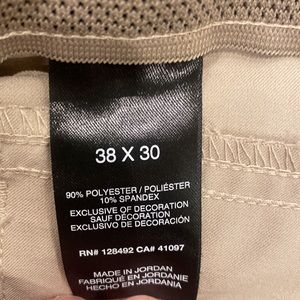 38 X 30
90% POLYESTER / POLIÉSTER
10% SPANDEX
EXCLUSIVE OF DECORATION
SAUF DÉCORATION
EXCLUSIVO DE DECORACIÓN
RN# 128492 CA# 41097
MADE IN JORDAN
FABRIQUÉ EN JORDANIE
HECHO EN JORDANIA